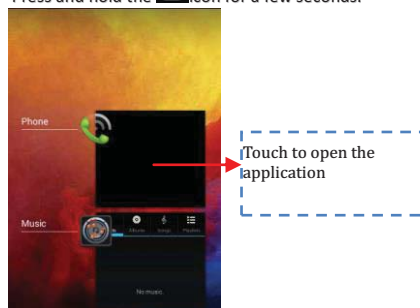 Press and hold the icon for a few seconds.
Phone
Touch to open the
application
Music
Albums
Songs
Playlists
No music.